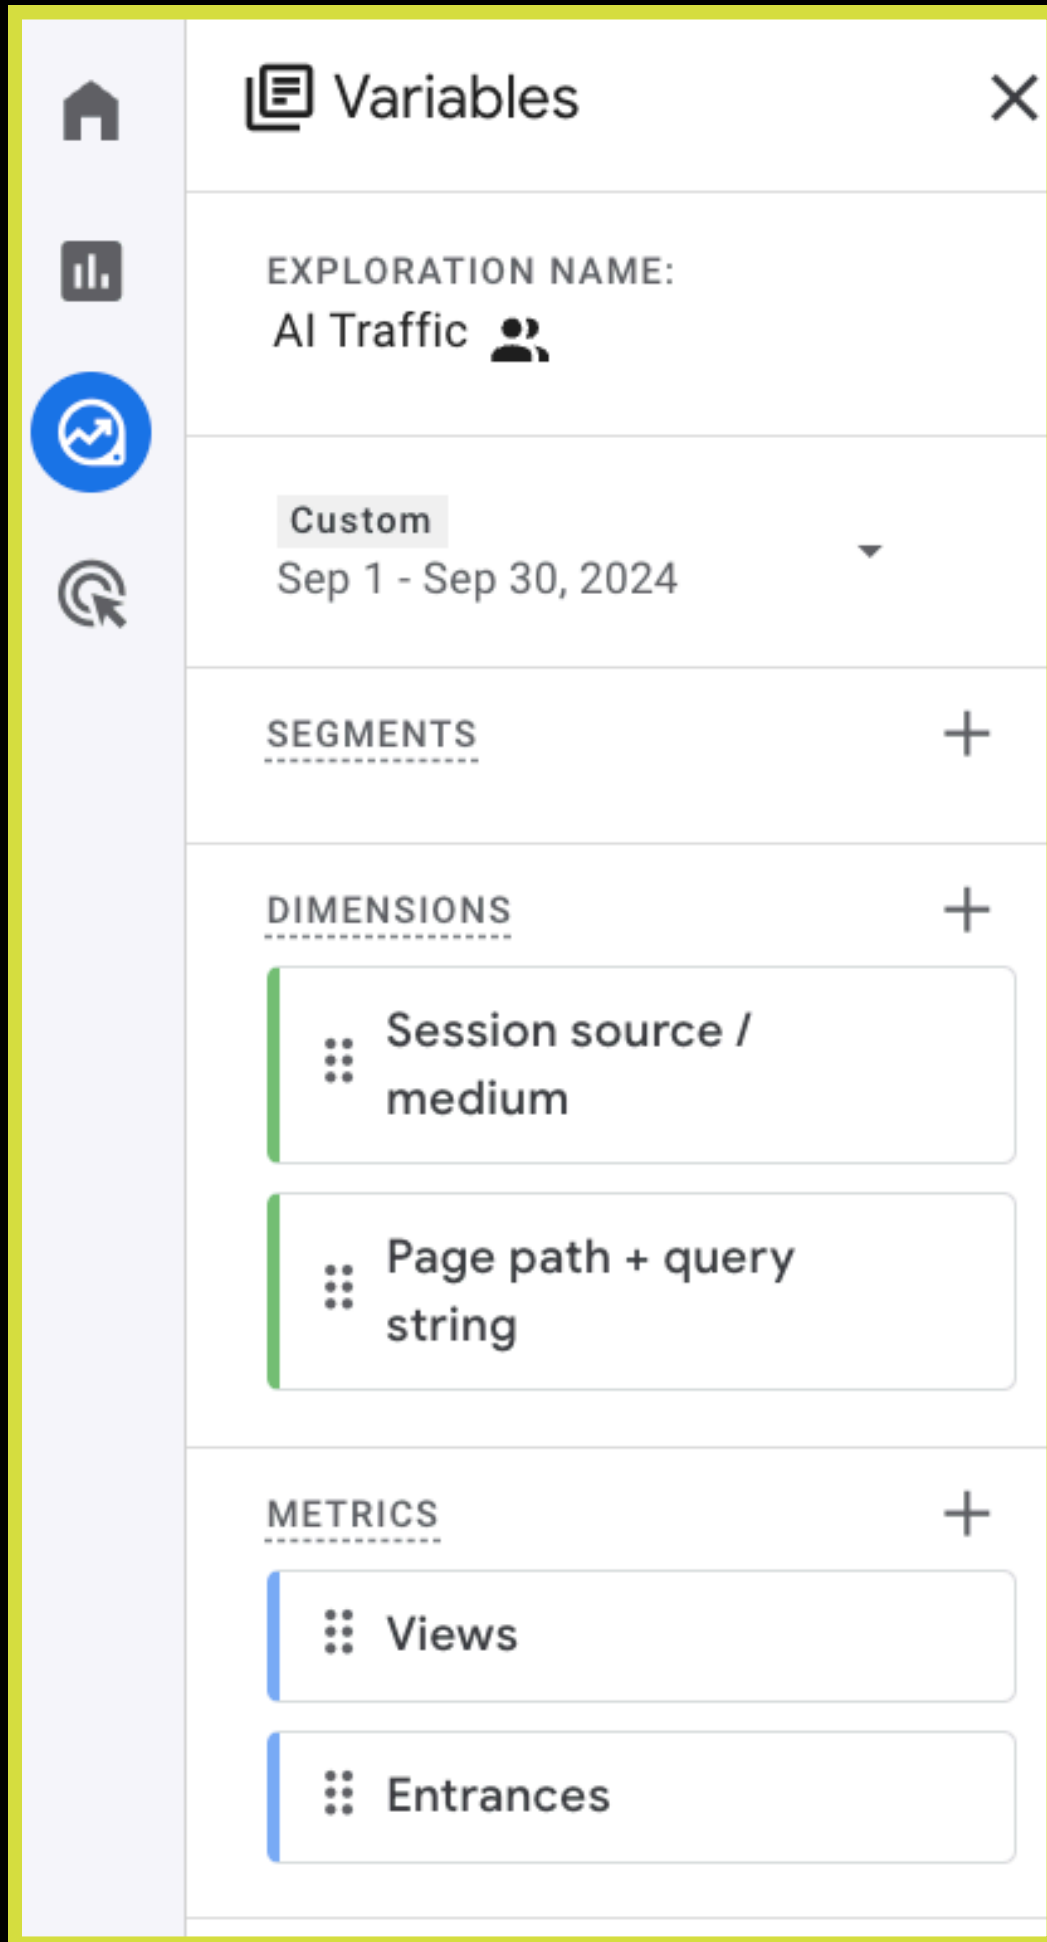 Variables
EXPLORATION NAME:
AI Traffic
Custom
Sep 1 - Sep 30, 2024
SEGMENTS
DIMENSIONS
Session source /
medium
Page path + query
string
METRICS
Views
Entrances